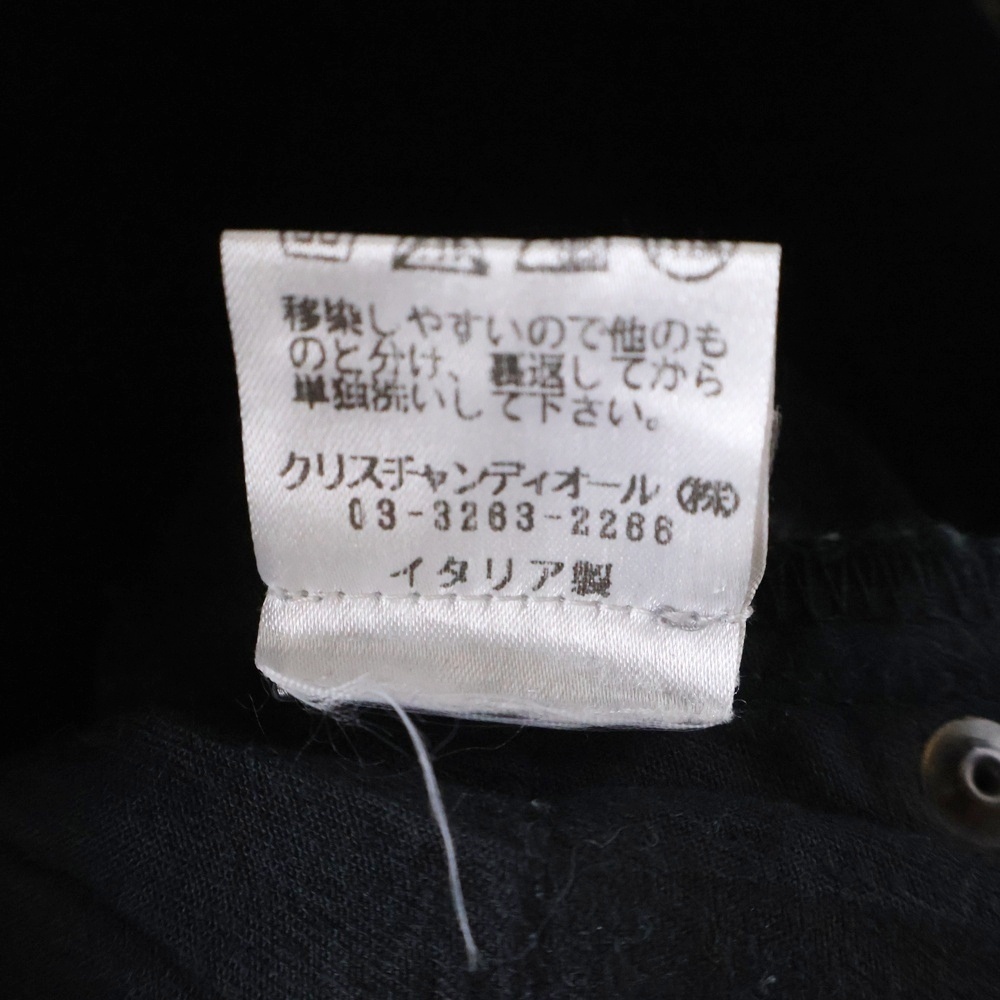 移染しやすいので他のも
のと分け、裏返してから
単独洗いして下さい。
クリスチャンディオール ㈱
03-3263-2266
イタリア製